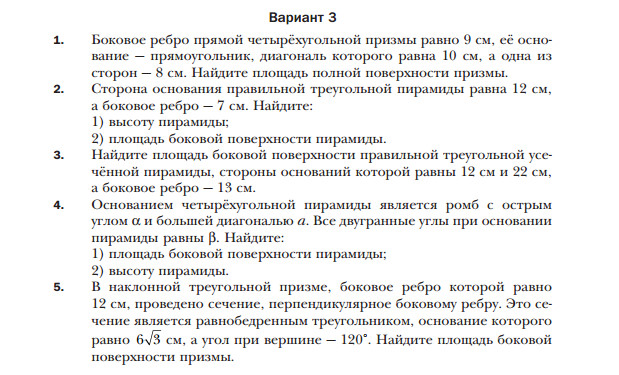 Вариант 3
1. Боковое ребро прямой четырёхугольной призмы равно 9 см, её осно-
вание — прямоугольник, диагональ которого равна 10 см, а одна из
сторон — 8 см. Найдите площадь полной поверхности призмы.
2. Сторона основания правильной треугольной пирамиды равна 12 см,
а боковое ребро — 7 см. Найдите:
1) высоту пирамиды;
2) площадь боковой поверхности пирамиды.
3. Найдите площадь боковой поверхности правильной треугольной усе-
чённой пирамиды, стороны оснований которой равны 12 см и 22 см,
а боковое ребро — 13 см.
4. Основанием четырёхугольной пирамиды является ромб с острым
углом α и большей диагональю a. Все двугранные углы при основании
пирамиды равны β. Найдите:
1) площадь боковой поверхности пирамиды;
2) высоту пирамиды.
5. В наклонной треугольной призме, боковое ребро которой равно
12 см, проведено сечение, перпендикулярное боковому ребру. Это се-
чение является равнобедренным треугольником, основание которого
равно 6√3 см, а угол при вершине — 120°. Найдите площадь боковой
поверхности призмы.